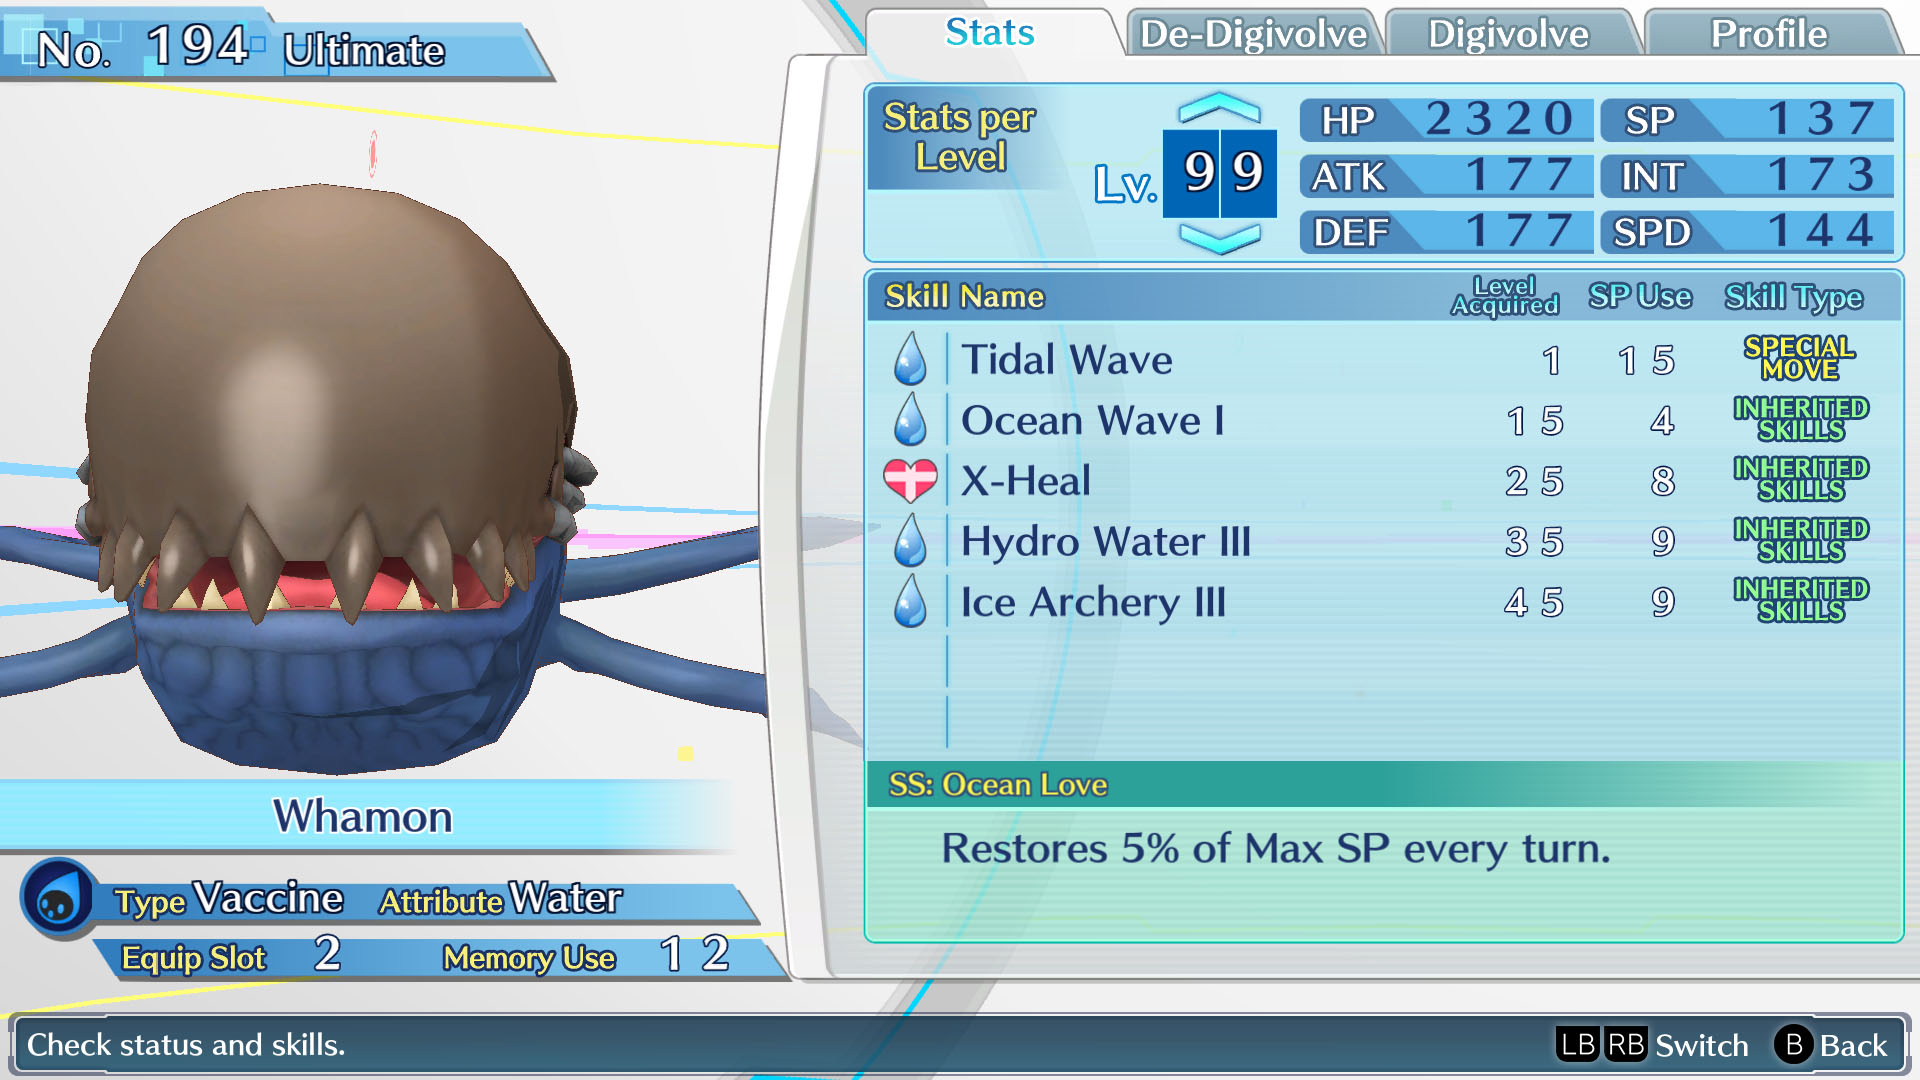 No. 194 Ultimate
Stats De-Digivolve Digivolve Profile
Stats per
Level
Lv. 99
HP 2320 SP 137
ATK 177 INT 173
DEF 177 SPD 144
Skill Name Level Acquired SP Use Skill Type
Tidal Wave 1 15 SPECIAL MOVE
Ocean Wave I 15 4 INHERITED SKILLS
X-Heal 25 8 INHERITED SKILLS
Hydro Water III 35 9 INHERITED SKILLS
Ice Archery III 45 9 INHERITED SKILLS
SS: Ocean Love
Restores 5% of Max SP every turn.
Whamon
Type Vaccine Attribute Water
Equip Slot 2 Memory Use 12
Check status and skills.
LB RB Switch B Back